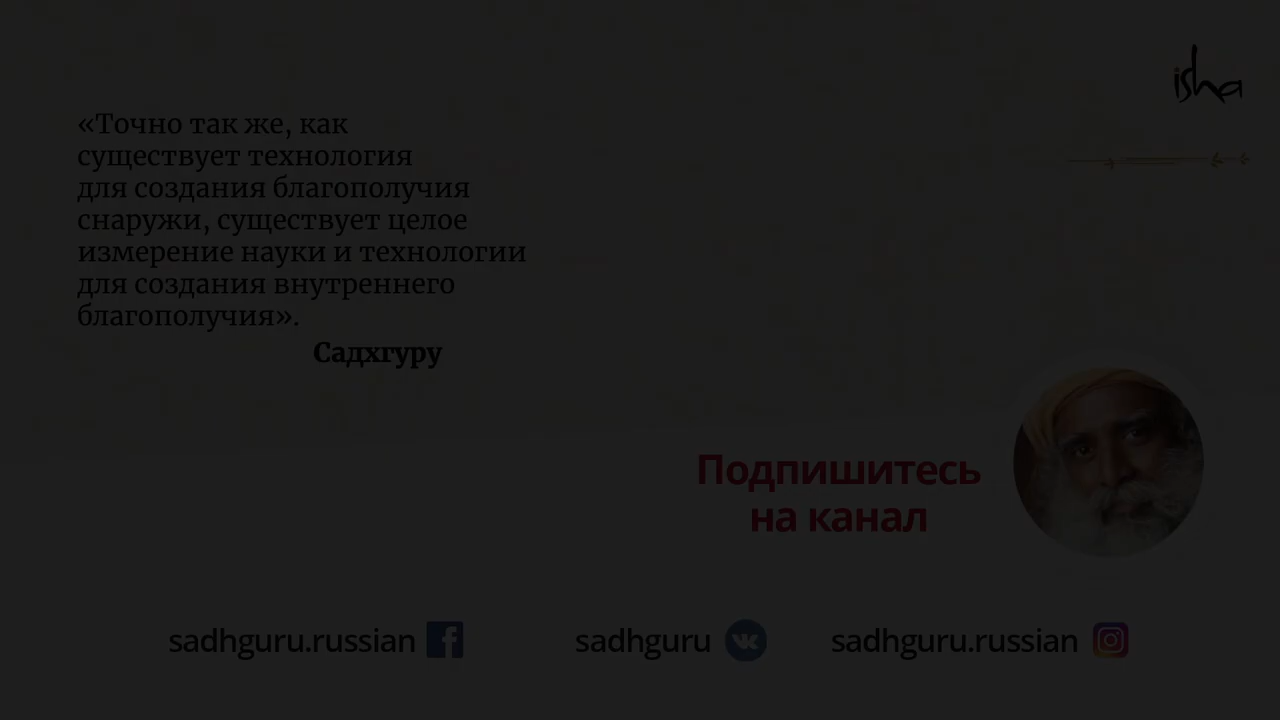 isha
«Точно так же, как
существует технология
для создания благополучия
снаружи, существует целое
измерение науки и технологии
для создания внутреннего
благополучия».
Садхгуру
Подпишитесь
на канал
sadhguru.russian
sadhguru
sadhguru.russian